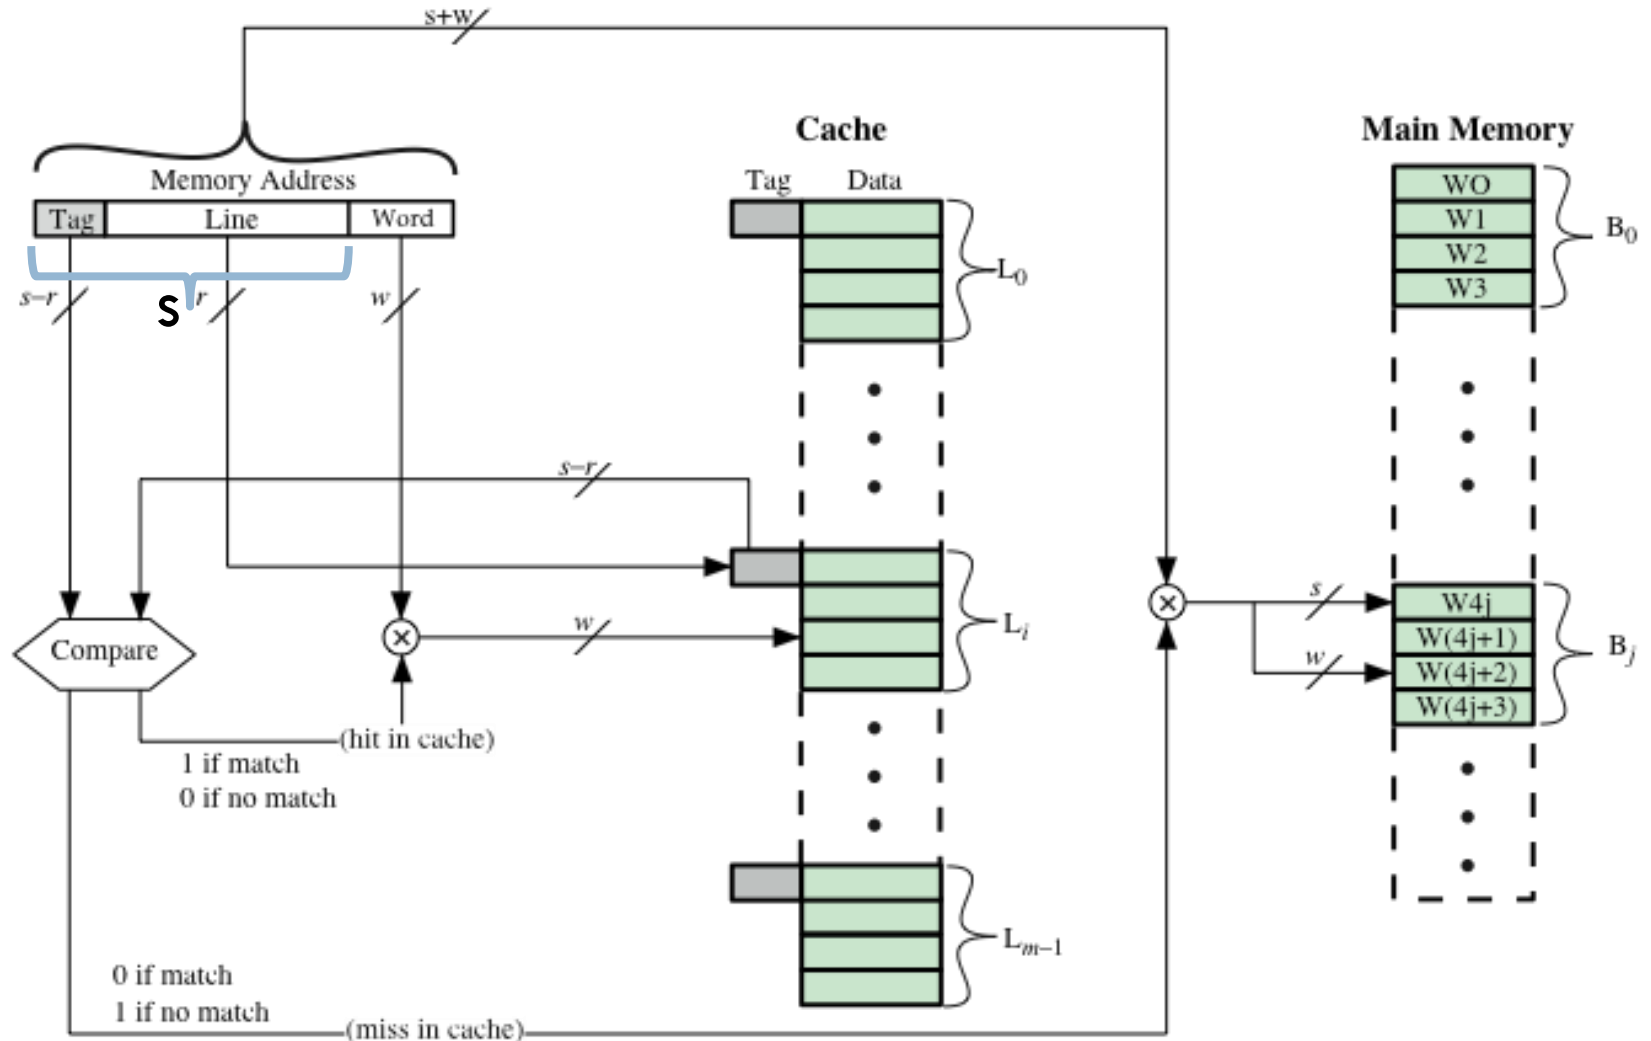 s+w
Cache
Main Memory
Memory Address
Tag Data
Tag Line Word
WO
W1
W2
W3
B0
L0
s–r
s
r
w
s–r
Compare
w
Li
s
w
W4j
W(4j+1)
W(4j+2)
W(4j+3)
Bj
(hit in cache)
1 if match
0 if no match
Lm–1
0 if match
1 if no match
(miss in cache)